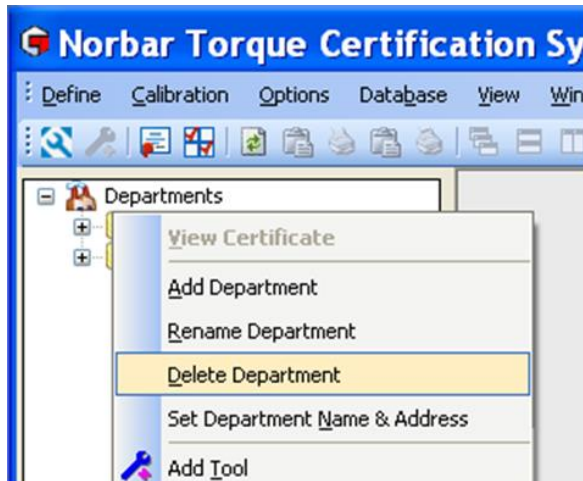 Norbar Torque Certification Sy
Define Calibration Options Database View Win
Departments
View Certificate
Add Department
Rename Department
Delete Department
Set Department Name & Address
Add Tool